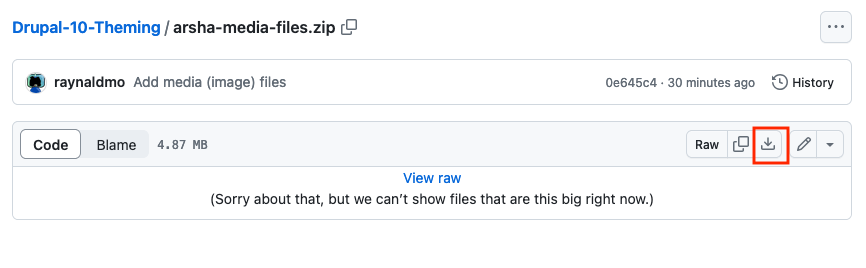 Drupal-10-Theming / arsha-media-files.zip
raynaldmo Add media (image) files 0e645c4 · 30 minutes ago History
Code Blame 4.87 MB Raw
View raw
(Sorry about that, but we can’t show files that are this big right now.)